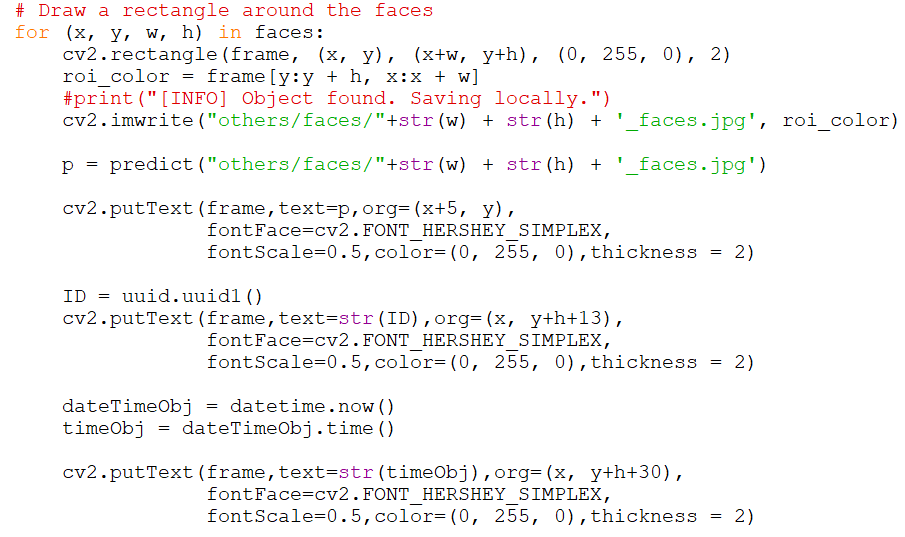 # Draw a rectangle around the faces
for (x, y, w, h) in faces:
    cv2.rectangle(frame, (x, y), (x+w, y+h), (0, 255, 0), 2)
    roi_color = frame[y:y + h, x:x + w]
    #print("[INFO] Object found. Saving locally.")
    cv2.imwrite("others/faces/"+str(w) + str(h) + '_faces.jpg', roi_color)

    p = predict("others/faces/"+str(w) + str(h) + '_faces.jpg')

    cv2.putText(frame,text=p,org=(x+5, y),
                fontFace=cv2.FONT_HERSHEY_SIMPLEX,
                fontScale=0.5,color=(0, 255, 0),thickness = 2)

    ID = uuid.uuid1()
    cv2.putText(frame,text=str(ID),org=(x, y+h+13),
                fontFace=cv2.FONT_HERSHEY_SIMPLEX,
                fontScale=0.5,color=(0, 255, 0),thickness = 2)

    dateTimeObj = datetime.now()
    timeObj = dateTimeObj.time()

    cv2.putText(frame,text=str(timeObj),org=(x, y+h+30),
                fontFace=cv2.FONT_HERSHEY_SIMPLEX,
                fontScale=0.5,color=(0, 255, 0),thickness = 2)